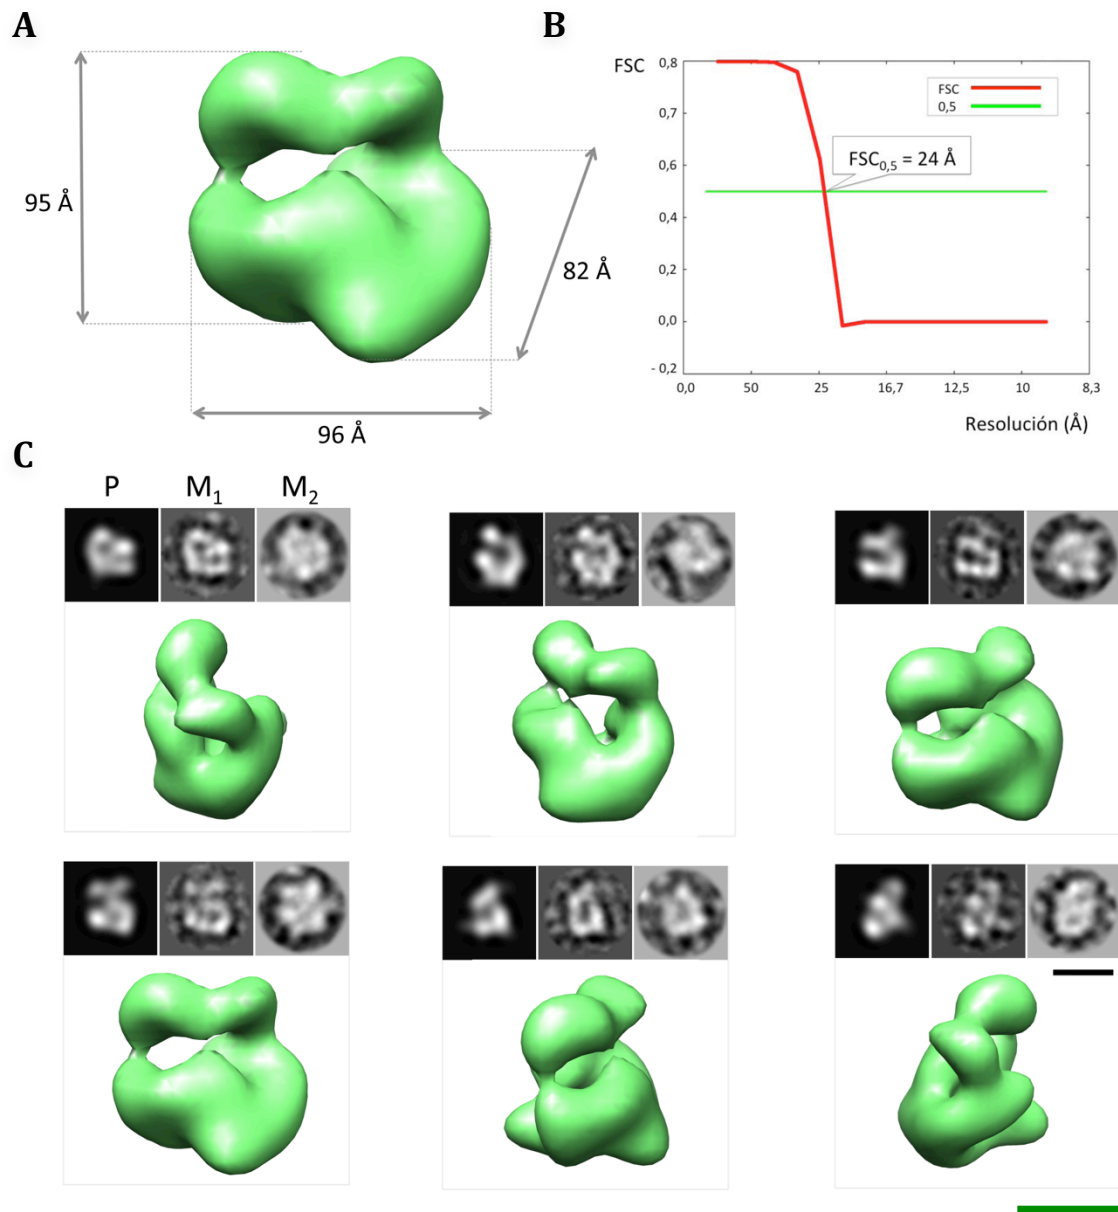 A
95 Å
82 Å
96 Å
B
FSC
0,8
0,7
0,6
0,4
0,2
0,0
- 0,2
FSC
0,5
FSC0,5 = 24 Å
0,0
50
25
16,7
12,5
10
8,3
Resolución (Å)
C
P
M1
M2